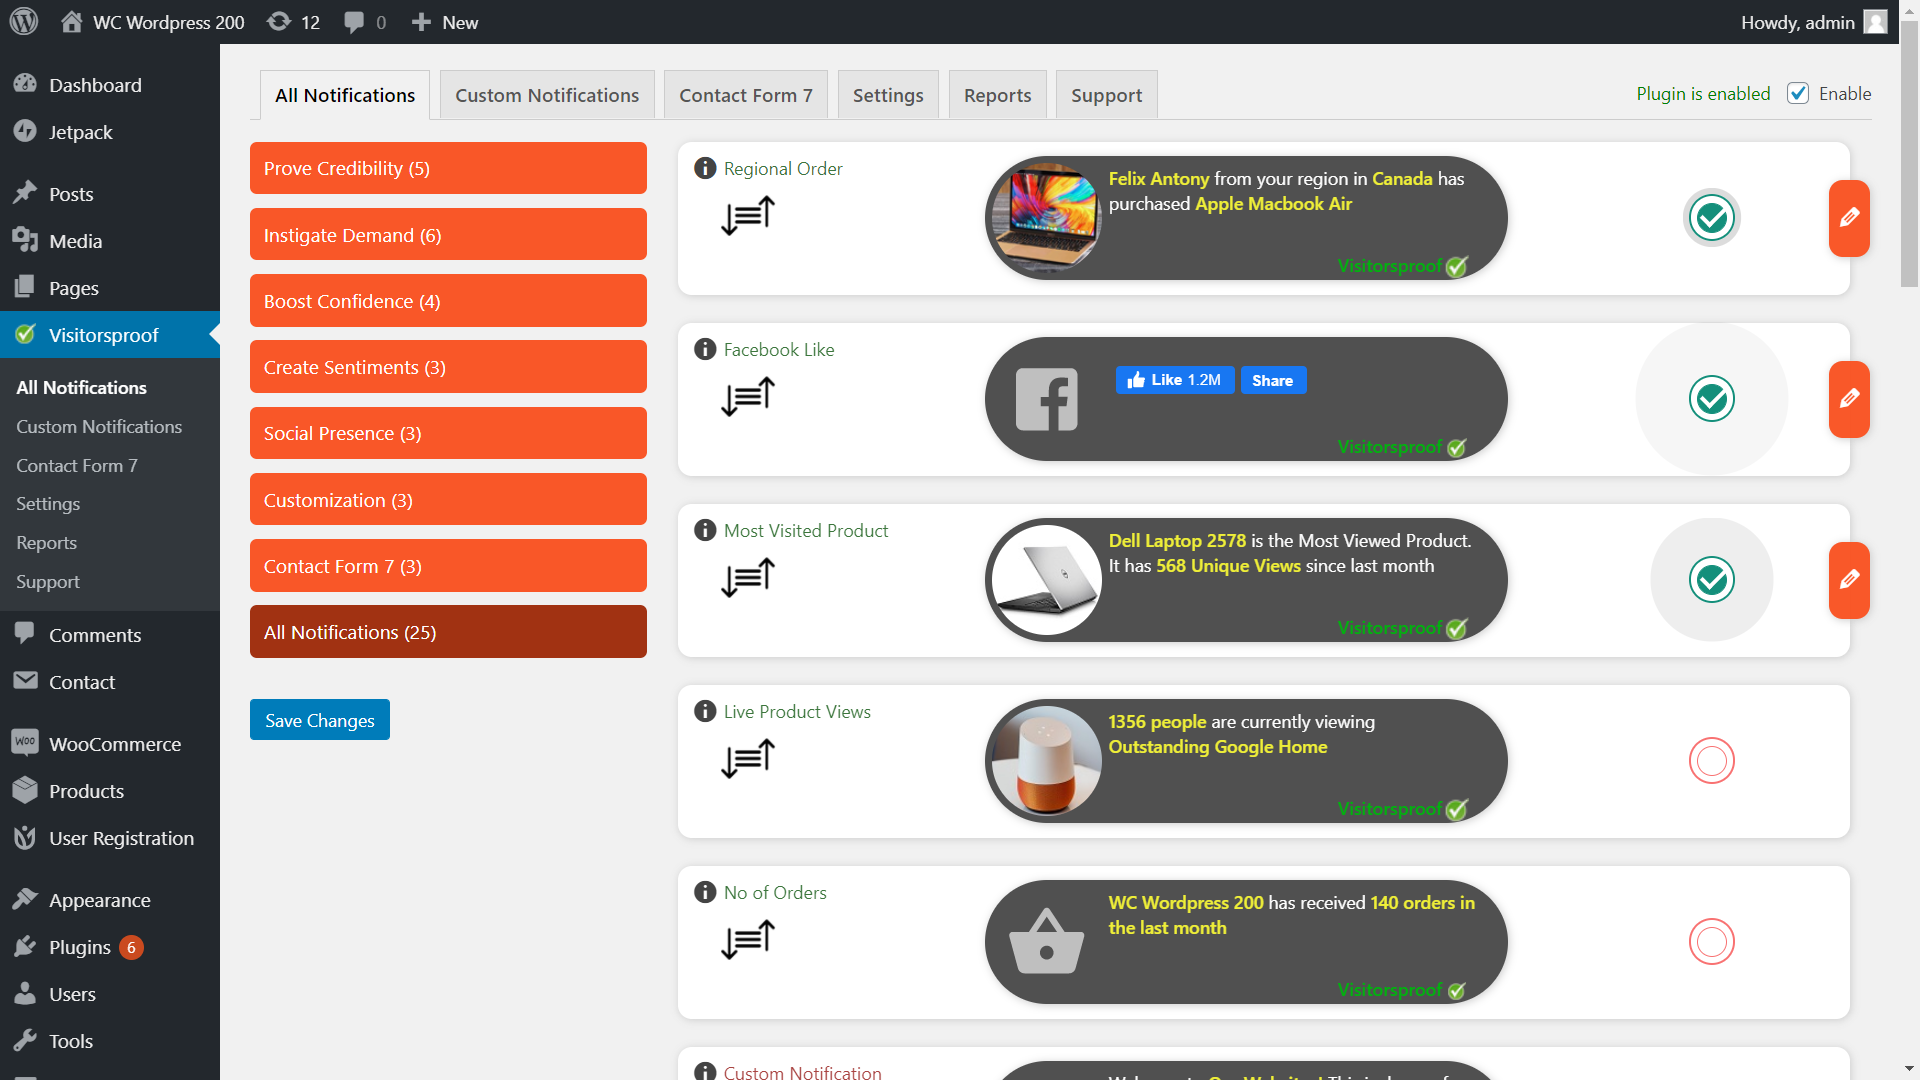 WC Wordpress 200
12
0
New
Howdy, admin
Dashboard
Jetpack
Posts
Media
Pages
Visitorsproof
All Notifications
Custom Notifications
Contact Form 7
Settings
Reports
Support
Comments
Contact
Woo
WooCommerce
Products
User Registration
Appearance
Plugins 6
Users
Tools
All Notifications
Custom Notifications
Contact Form 7
Settings
Reports
Support
Plugin is enabled
Enable
Prove Credibility (5)
Instigate Demand (6)
Boost Confidence (4)
Create Sentiments (3)
Social Presence (3)
Customization (3)
Contact Form 7 (3)
All Notifications (25)
Save Changes
Regional Order
Felix Antony from your region in Canada has
purchased Apple Macbook Air
Visitorsproof
Facebook Like
Like 1.2M
Share
Visitorsproof
Most Visited Product
Dell Laptop 2578 is the Most Viewed Product.
It has 568 Unique Views since last month
Visitorsproof
Live Product Views
1356 people are currently viewing
Outstanding Google Home
Visitorsproof
No of Orders
WC Wordpress 200 has received 140 orders in
the last month
Visitorsproof
Custom Notification